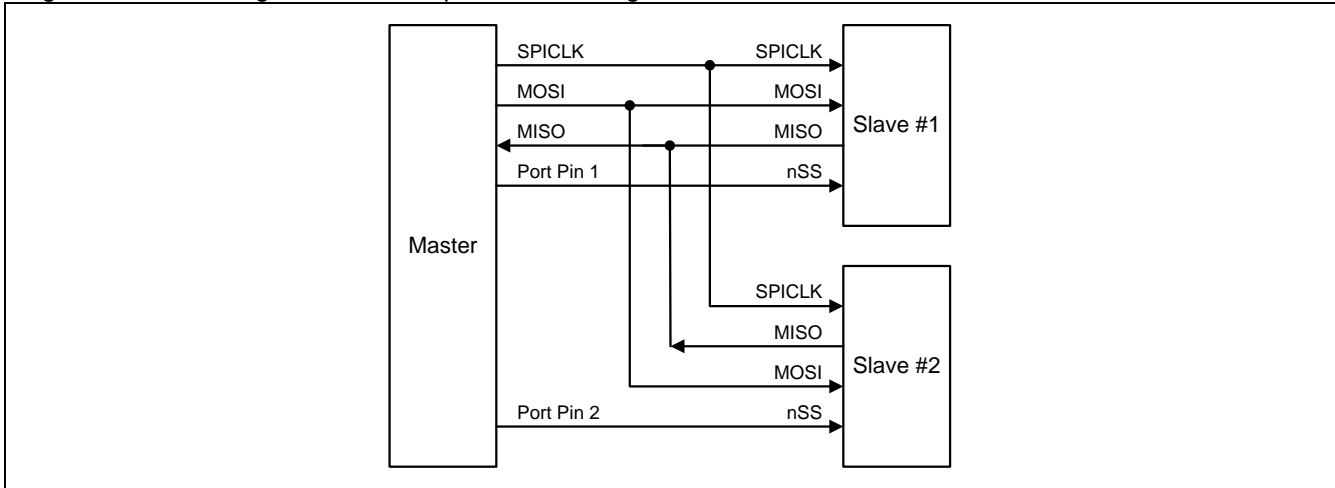 SPICLK SPICLK
MOSI MOSI
MISO MISO
Slave #1
Port Pin 1 nSS
Master
SPICLK
MISO
MOSI
Slave #2
Port Pin 2 nSS